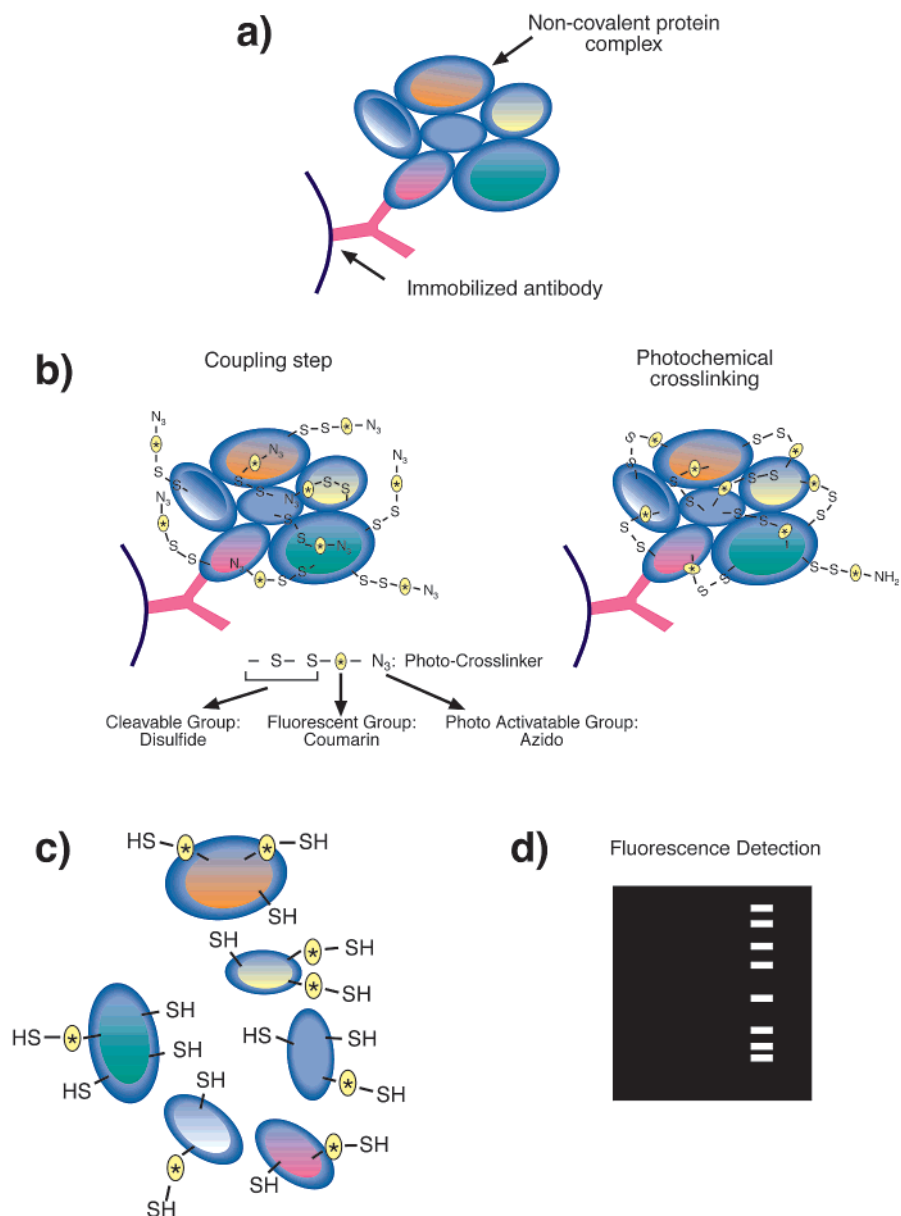 a)
Non-covalent protein
complex
Immobilized antibody
b)
Coupling step
Photochemical
crosslinking
N3
*
S
S
N3
*
S
S
S
S
*
N3
N3
*
S
S
N3
*
S
S
N3
*
S
S
S
S
*
N3
N3
*
S
S
S
S
*
N3
S
S
*
S
S
*
*
S
S
*
*
S
S
*
S
S
*
S
S
*
S
S
*
NH2
– S – S – * – N3: Photo-Crosslinker
Cleavable Group:
Disulfide
Fluorescent Group:
Coumarin
Photo Activatable Group:
Azido
c)
HS * * SH
SH
SH * SH
* SH
HS * SH
SH
HS
HS SH
* SH
SH
*
SH
* SH
SH
d)
Fluorescence Detection